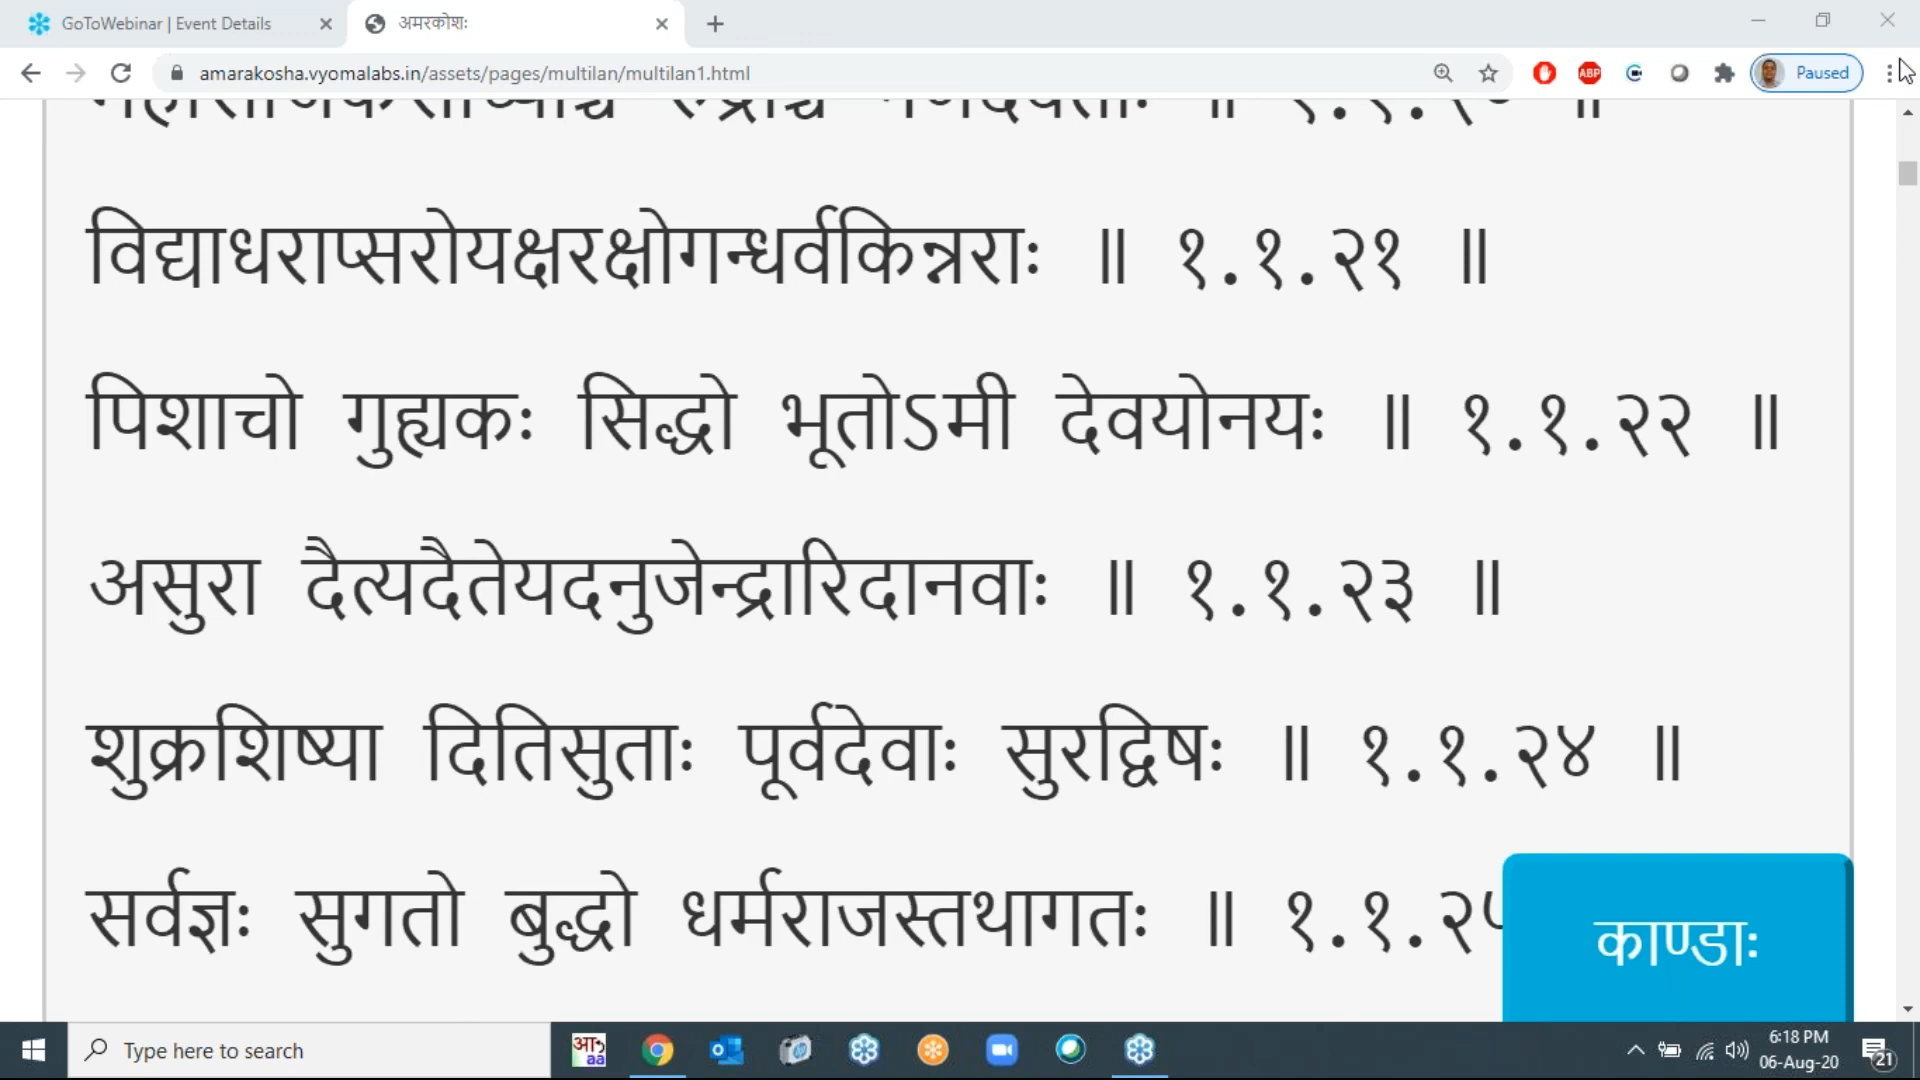 GoToWebinar | Event Details
अमरकोशः
amarakosha.vyomalabs.in/assets/pages/multilan/multilan1.html
ABP
Paused
विद्याधराप्सरोयक्षरक्षोगन्धर्वकिन्नराः ॥ १.१.२१ ॥
पिशाचो गुह्यकः सिद्धो भूतोऽमी देवयोनयः ॥ १.१.२२ ॥
असुरा दैत्यदैतेयदनुजेन्द्रारिदानवाः ॥ १.१.२३ ॥
शुक्रशिष्या दितिसुताः पूर्वदेवाः सुरद्विषः ॥ १.१.२४ ॥
सर्वज्ञः सुगतो बुद्धो धर्मराजस्तथागतः ॥ १.१.२५
काण्डाः
Type here to search
6:18 PM
06-Aug-20
21